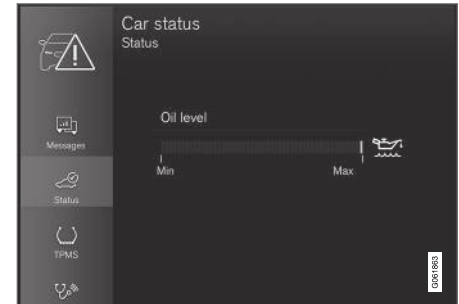 Car status
Status
Oil level
Min
Max
Messages
Status
TPMS
G061863